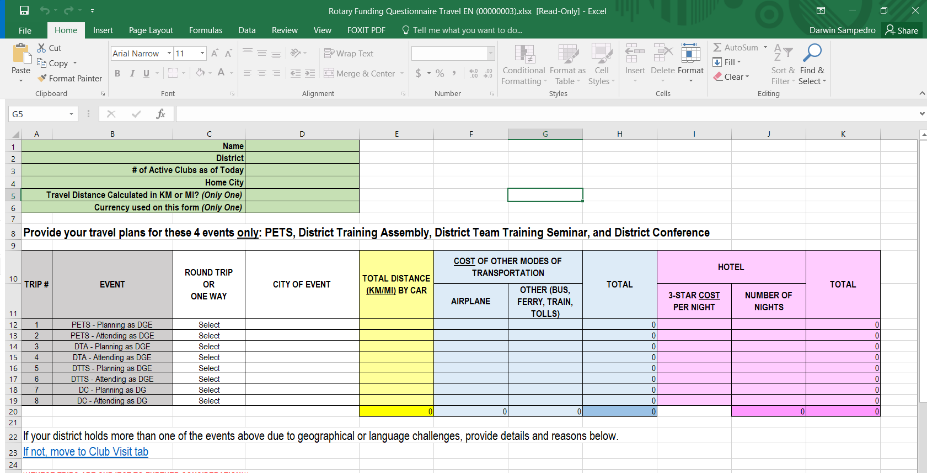 Rotary Funding Questionnaire Travel EN (00000003).xlsx [Read-Only] - Excel
File Home Insert Page Layout Formulas Data Review View FOXIT PDF Tell me what you want to do... Darwin Sampedro Share
Paste
Cut
Copy
Format Painter
Clipboard
Arial Narrow 11 A A
B I U A
Font
Wrap Text
Merge & Center
Alignment
$ % ,
Number
Conditional Formatting Format as Table Cell Styles
Styles
Insert Delete Format
Cells
AutoSum
Fill
Clear
Sort & Filter Find & Select
Editing
G5 fx
A B C D E F G H I J K
1 Name
2 District
3 # of Active Clubs as of Today
4 Home City
5 Travel Distance Calculated in KM or MI? (Only One)
6 Currency used on this form (Only One)
7
8 Provide your travel plans for these 4 events only: PETS, District Training Assembly, District Team Training Seminar, and District Conference
9
10 TRIP # EVENT ROUND TRIP OR ONE WAY CITY OF EVENT TOTAL DISTANCE (KM/MI) BY CAR COST OF OTHER MODES OF TRANSPORTATION TOTAL HOTEL TOTAL
11 AIRPLANE OTHER (BUS, FERRY, TRAIN, TOLLS) 3-STAR COST PER NIGHT NUMBER OF NIGHTS
12 1 PETS - Planning as DGE Select 0 0
13 2 PETS - Attending as DGE Select 0 0
14 3 DTA - Planning as DGE Select 0 0
15 4 DTA - Attending as DGE Select 0 0
16 5 DTTS - Planning as DGE Select 0 0
17 6 DTTS - Attending as DGE Select 0 0
18 7 DC - Planning as DG Select 0 0
19 8 DC - Attending as DG Select 0 0
20 0 0 0 0 0 0
21
22 If your district holds more than one of the events above due to geographical or language challenges, provide details and reasons below.
23 If not, move to Club Visit tab
24